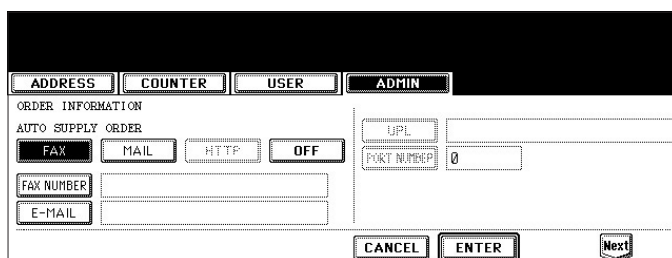 ADDRESS COUNTER USER ADMIN
ORDER INFORMATION
AUTO SUPPLY ORDER
FAX MAIL HTTP OFF
FAX NUMBER
E-MAIL
UPL
PORT NUMBER 0
CANCEL ENTER Next